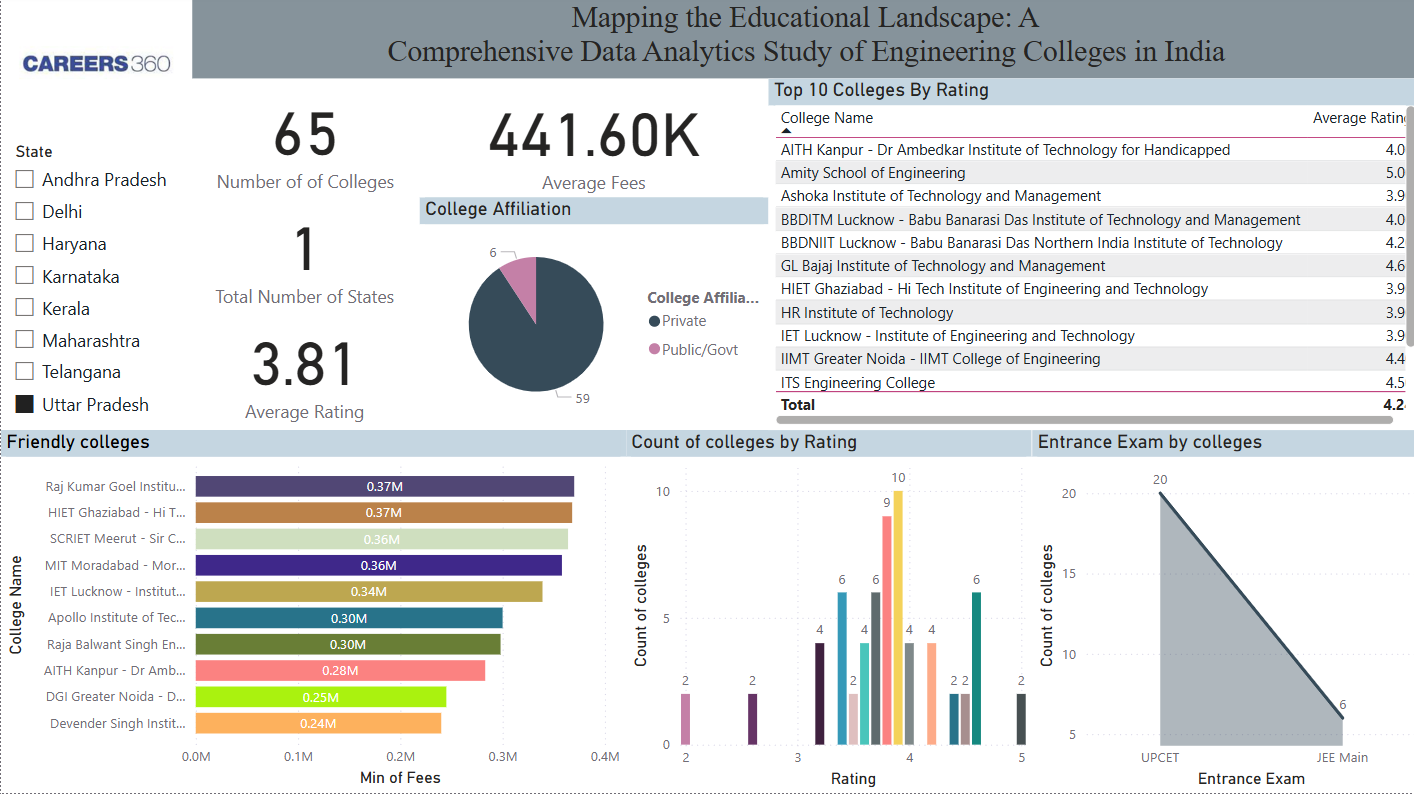 Mapping the Educational Landscape: A
Comprehensive Data Analytics Study of Engineering Colleges in India
CAREERS360
State
Andhra Pradesh
Delhi
Haryana
Karnataka
Kerala
Maharashtra
Telangana
Uttar Pradesh
65
Number of of Colleges
1
Total Number of States
3.81
Average Rating
441.60K
Average Fees
College Affiliation
6
59
College Affilia...
Private
Public/Govt
Top 10 Colleges By Rating
College Name Average Rating
AITH Kanpur - Dr Ambedkar Institute of Technology for Handicapped 4.0
Amity School of Engineering 5.0
Ashoka Institute of Technology and Management 3.9
BBDITM Lucknow - Babu Banarasi Das Institute of Technology and Management 4.0
BBDNIIT Lucknow - Babu Banarasi Das Northern India Institute of Technology 4.2
GL Bajaj Institute of Technology and Management 4.6
HIET Ghaziabad - Hi Tech Institute of Engineering and Technology 3.9
HR Institute of Technology 3.9
IET Lucknow - Institute of Engineering and Technology 3.9
IIMT Greater Noida - IIMT College of Engineering 4.4
ITS Engineering College 4.5
Total 4.2
Friendly colleges
College Name
Raj Kumar Goel Institu... 0.37M
HIET Ghaziabad - Hi T... 0.37M
SCRIET Meerut - Sir C... 0.36M
MIT Moradabad - Mor... 0.36M
IET Lucknow - Institut... 0.34M
Apollo Institute of Tec... 0.30M
Raja Balwant Singh En... 0.30M
AITH Kanpur - Dr Amb... 0.28M
DGI Greater Noida - D... 0.25M
Devender Singh Instit... 0.24M
0.0M 0.1M 0.2M 0.3M 0.4M
Min of Fees
Count of colleges by Rating
Count of colleges
10
5
0
2 2 4 6 2 4 6 9 10 4 4 2 2 6 2
2 3 4 5
Rating
Entrance Exam by colleges
Count of colleges
20
15
10
5
20
6
UPCET JEE Main
Entrance Exam